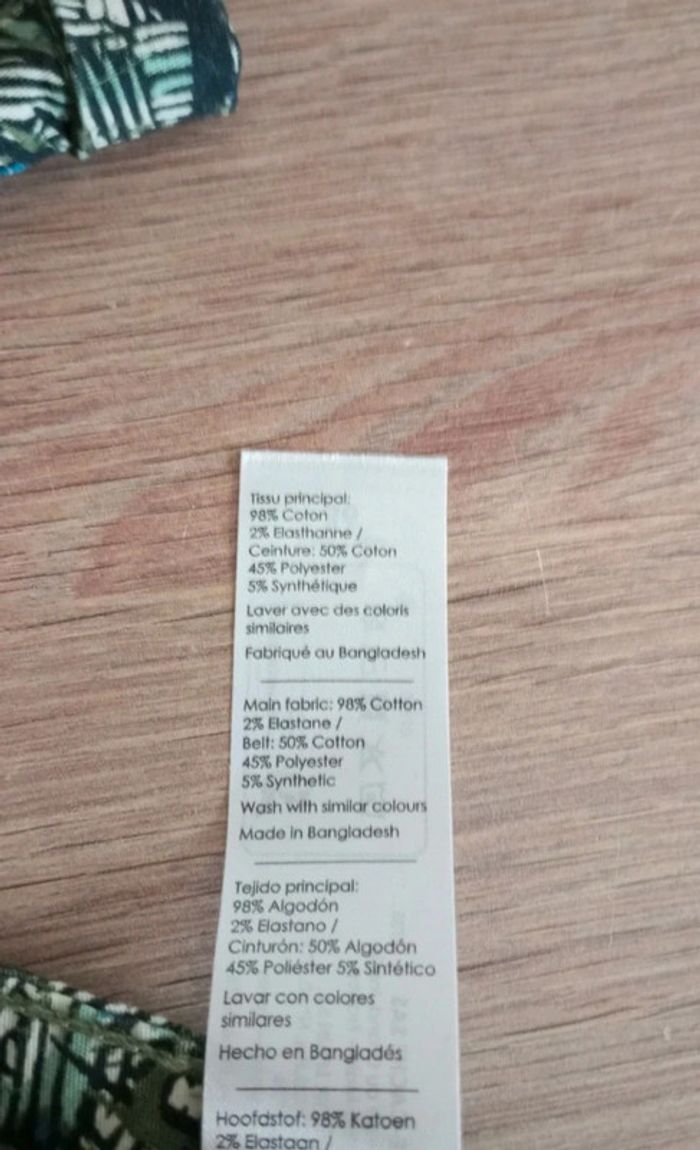 Tissu principal:
98% Coton
2% Elasthanne /
Ceinture: 50% Coton
45% Polyester
5% Synthétique
Laver avec des coloris
similaires
Fabriqué au Bangladesh
Main fabric: 98% Cotton
2% Elastane /
Belt: 50% Cotton
45% Polyester
5% Synthetic
Wash with similar colours
Made in Bangladesh
Tejido principal:
98% Algodón
2% Elastano /
Cinturón: 50% Algodón
45% Poliéster 5% Sintético
Lavar con colores
similares
Hecho en Bangladés
Hoofdstof: 98% Katoen
2% Elastaan /